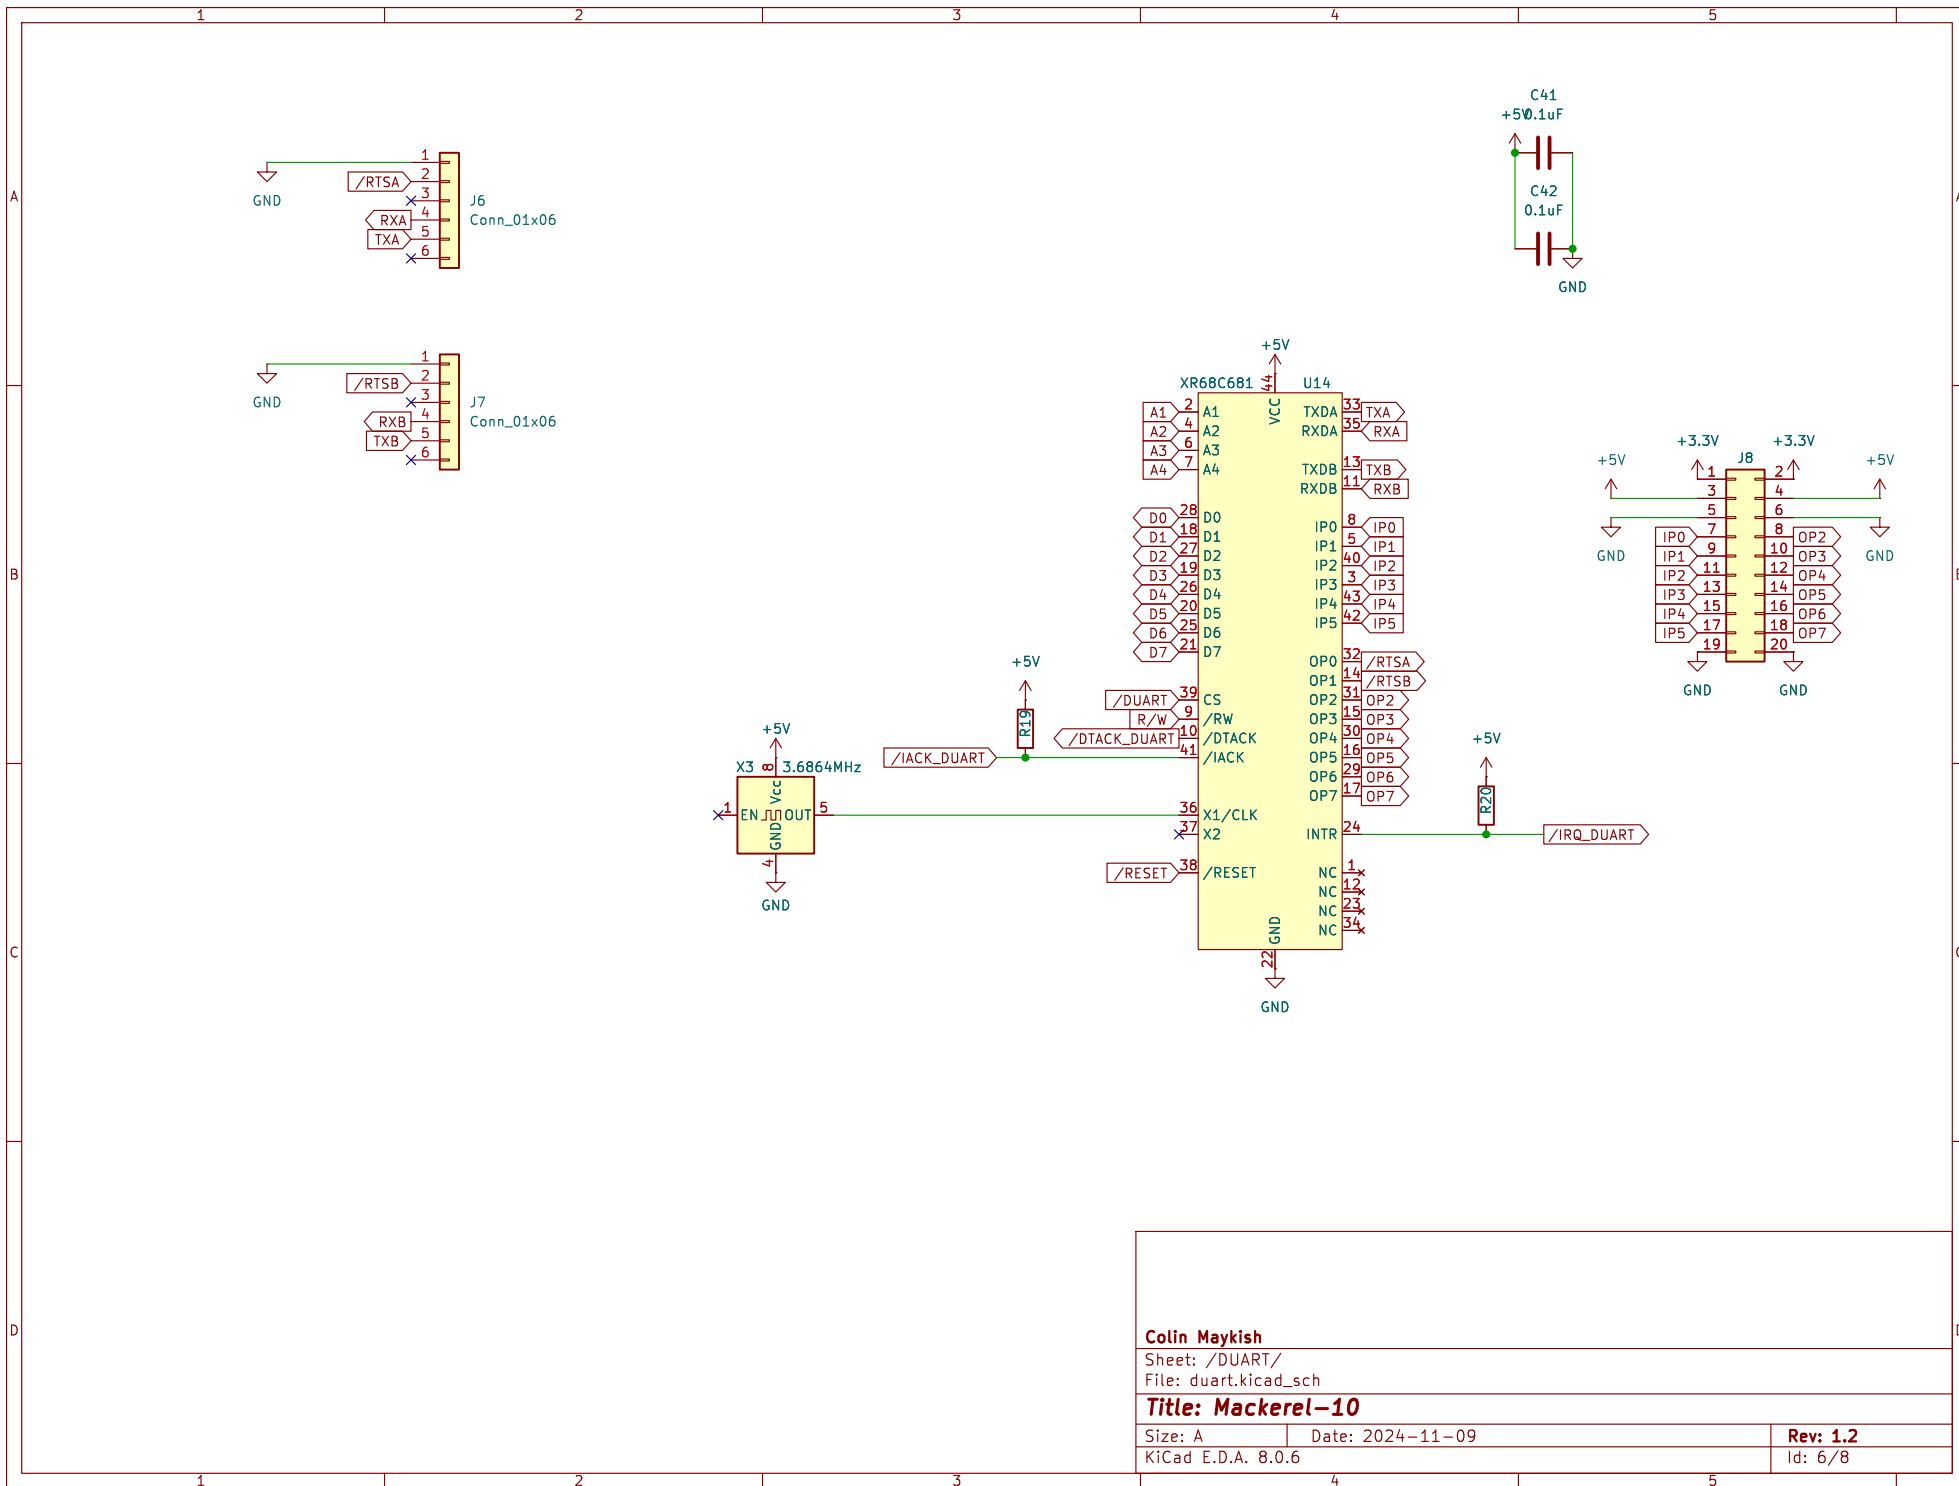 1 2 3 4 5
A
B
C
D
C41
+5V
0.1uF
C42
0.1uF
GND
1
/RTSA 2
3
RXA 4
TXA 5
6
GND
J6
Conn_01x06
1
/RTSB 2
3
RXB 4
TXB 5
6
GND
J7
Conn_01x06
+5V
44
XR68C681 U14
VCC
A1 2 A1
A2 4 A2
A3 6 A3
A4 7 A4
D0 28 D0
D1 18 D1
D2 27 D2
D3 19 D3
D4 26 D4
D5 20 D5
D6 25 D6
D7 21 D7
/DUART 39 CS
R/W 9 /RW
/DTACK_DUART 10 /DTACK
/IACK_DUART 41 /IACK
36 X1/CLK
37 X2
/RESET 38 /RESET
TXDA 33 TXA
RXDA 35 RXA
TXDB 13 TXB
RXDB 11 RXB
IP0 8 IP0
IP1 5 IP1
IP2 40 IP2
IP3 3 IP3
IP4 43 IP4
IP5 42 IP5
OP0 32 /RTSA
OP1 14 /RTSB
OP2 31 OP2
OP3 15 OP3
OP4 30 OP4
OP5 16 OP5
OP6 29 OP6
OP7 17 OP7
INTR 24
NC 1
NC 12
NC 23
NC 34
GND
22
GND
+5V
R19
+5V
X3 8 3.6864MHz
Vcc
1 EN OUT 5
GND
4
GND
+5V
R20
/IRQ_DUART
+3.3V +3.3V
+5V J8 +5V
1 2
3 4
5 6
GND GND
IP0 7 8 OP2
IP1 9 10 OP3
IP2 11 12 OP4
IP3 13 14 OP5
IP4 15 16 OP6
IP5 17 18 OP7
19 20
GND GND
Colin Maykish
Sheet: /DUART/
File: duart.kicad_sch
Title: Mackerel-10
Size: A Date: 2024-11-09 Rev: 1.2
KiCad E.D.A. 8.0.6 Id: 6/8
1 2 3 4 5